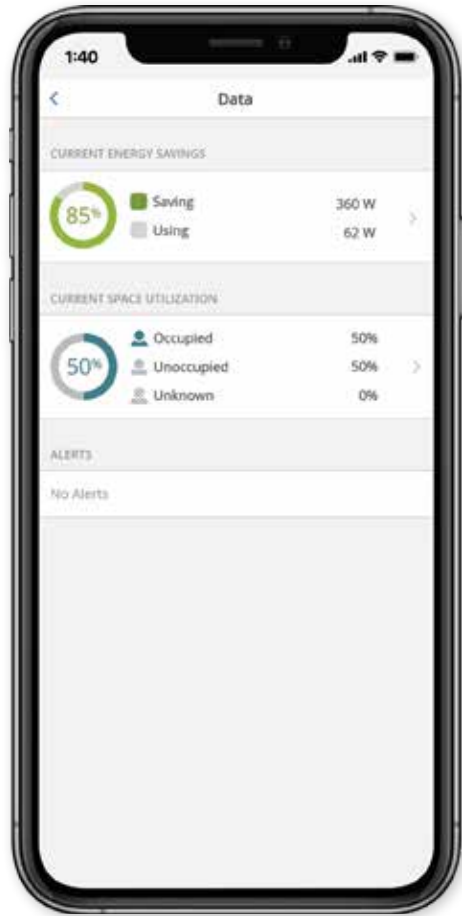 1:40
Data
CURRENT ENERGY SAVINGS
85%
Saving 360 W
Using 62 W
CURRENT SPACE UTILIZATION
50%
Occupied 50%
Unoccupied 50%
Unknown 0%
ALERTS
No Alerts